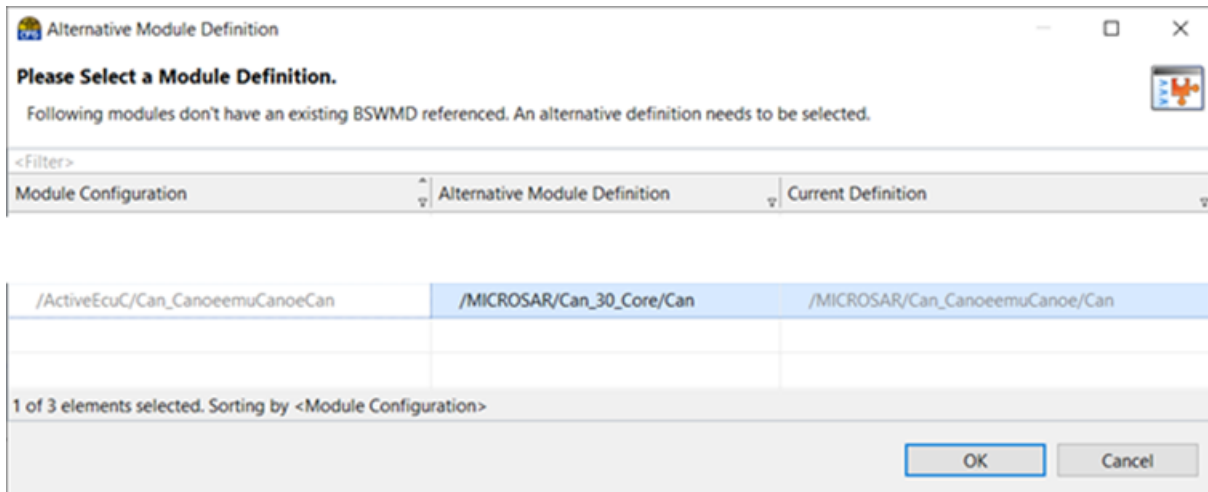 Alternative Module Definition
Please Select a Module Definition.
Following modules don't have an existing BSWMD referenced. An alternative definition needs to be selected.
<Filter>
Module Configuration Alternative Module Definition Current Definition
/ActiveEcuC/Can_CanoeemuCanoeCan /MICROSAR/Can_30_Core/Can /MICROSAR/Can_CanoeemuCanoe/Can
1 of 3 elements selected. Sorting by <Module Configuration>
OK Cancel